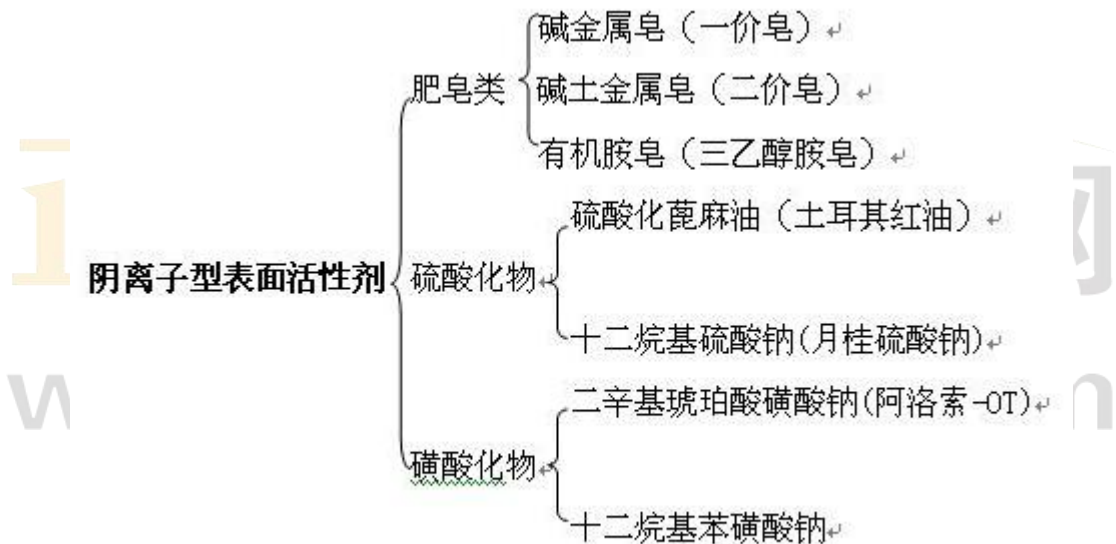 碱金属皂（一价皂）
肥皂类
碱土金属皂（二价皂）
有机胺皂（三乙醇胺皂）
硫酸化蓖麻油（土耳其红油）
阴离子型表面活性剂
硫酸化物
十二烷基硫酸钠(月桂硫酸钠)
二辛基琥珀酸磺酸钠(阿洛索-OT)
磺酸化物
十二烷基苯磺酸钠